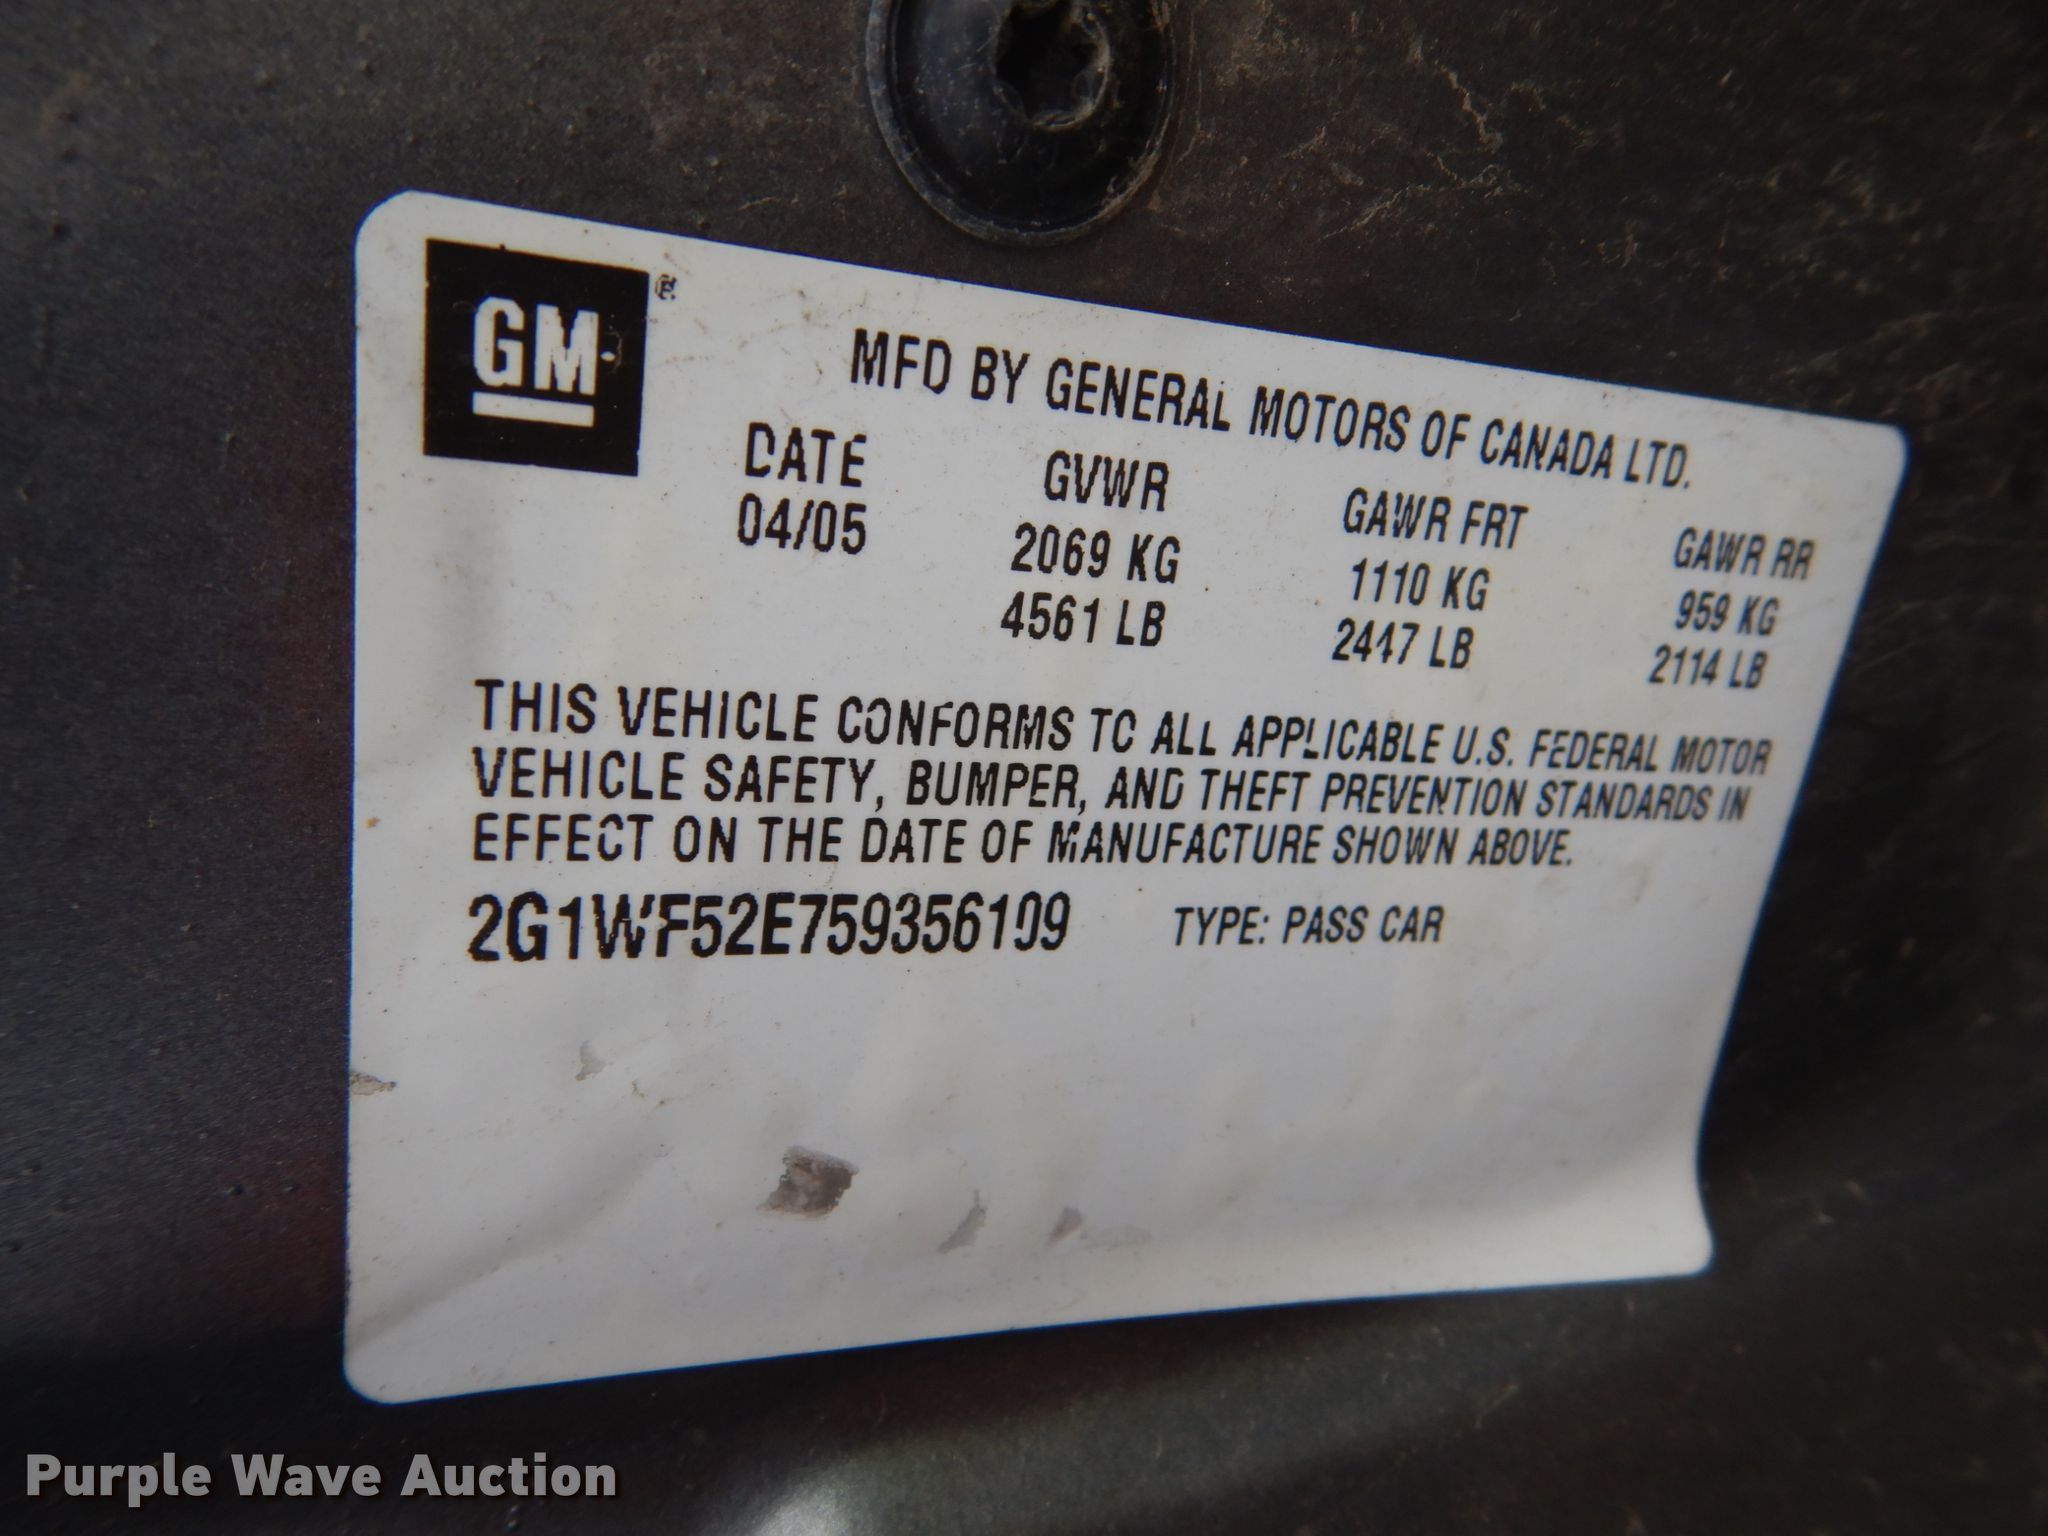 GM ®
MFD BY GENERAL MOTORS OF CANADA LTD.
DATE GVWR GAWR FRT GAWR RR
04/05 2069 KG 1110 KG 959 KG
4561 LB 2447 LB 2114 LB
THIS VEHICLE CONFORMS TO ALL APPLICABLE U.S. FEDERAL MOTOR
VEHICLE SAFETY, BUMPER, AND THEFT PREVENTION STANDARDS IN
EFFECT ON THE DATE OF MANUFACTURE SHOWN ABOVE.
2G1WF52E759356109 TYPE: PASS CAR
Purple Wave Auction